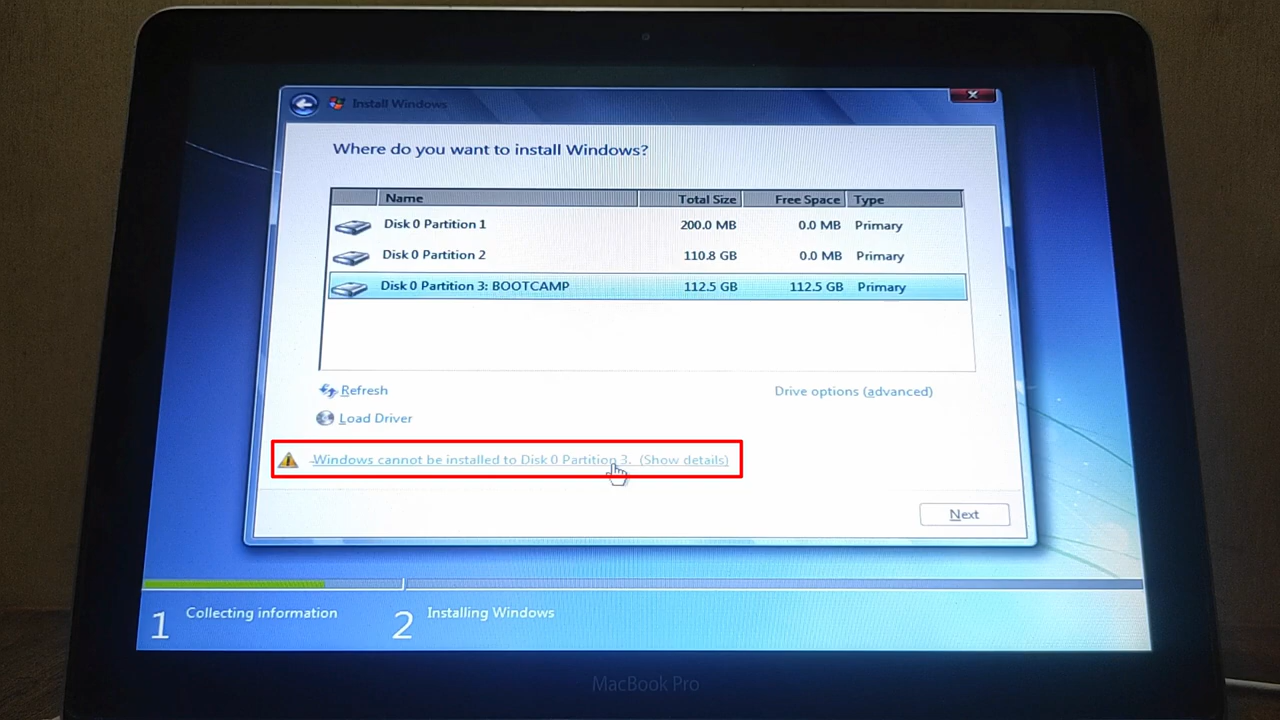 Install Windows
Where do you want to install Windows?
Name Total Size Free Space Type
Disk 0 Partition 1 200.0 MB 0.0 MB Primary
Disk 0 Partition 2 110.8 GB 0.0 MB Primary
Disk 0 Partition 3: BOOTCAMP 112.5 GB 112.5 GB Primary
Refresh Drive options (advanced)
Load Driver
Windows cannot be installed to Disk 0 Partition 3. (Show details)
Next
1 Collecting information 2 Installing Windows
MacBook Pro